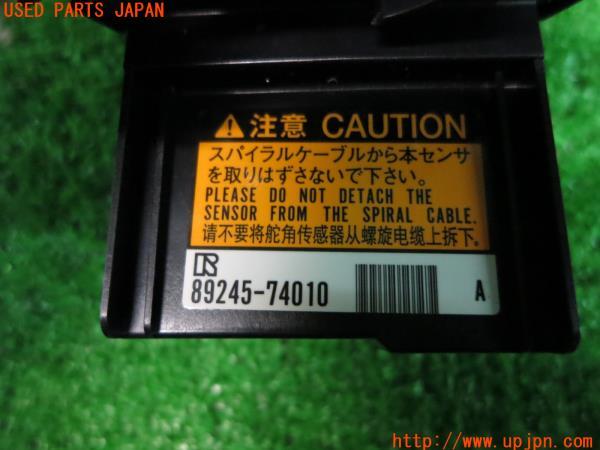 USED PARTS JAPAN
注意 CAUTION
スパイラルケーブルから本センサ
を取りはずさないで下さい。
PLEASE DO NOT DETACH THE
SENSOR FROM THE SPIRAL CABLE.
请不要将舵角传感器从螺旋电缆上拆下。
89245-74010 A
http://www.upjpn.com/